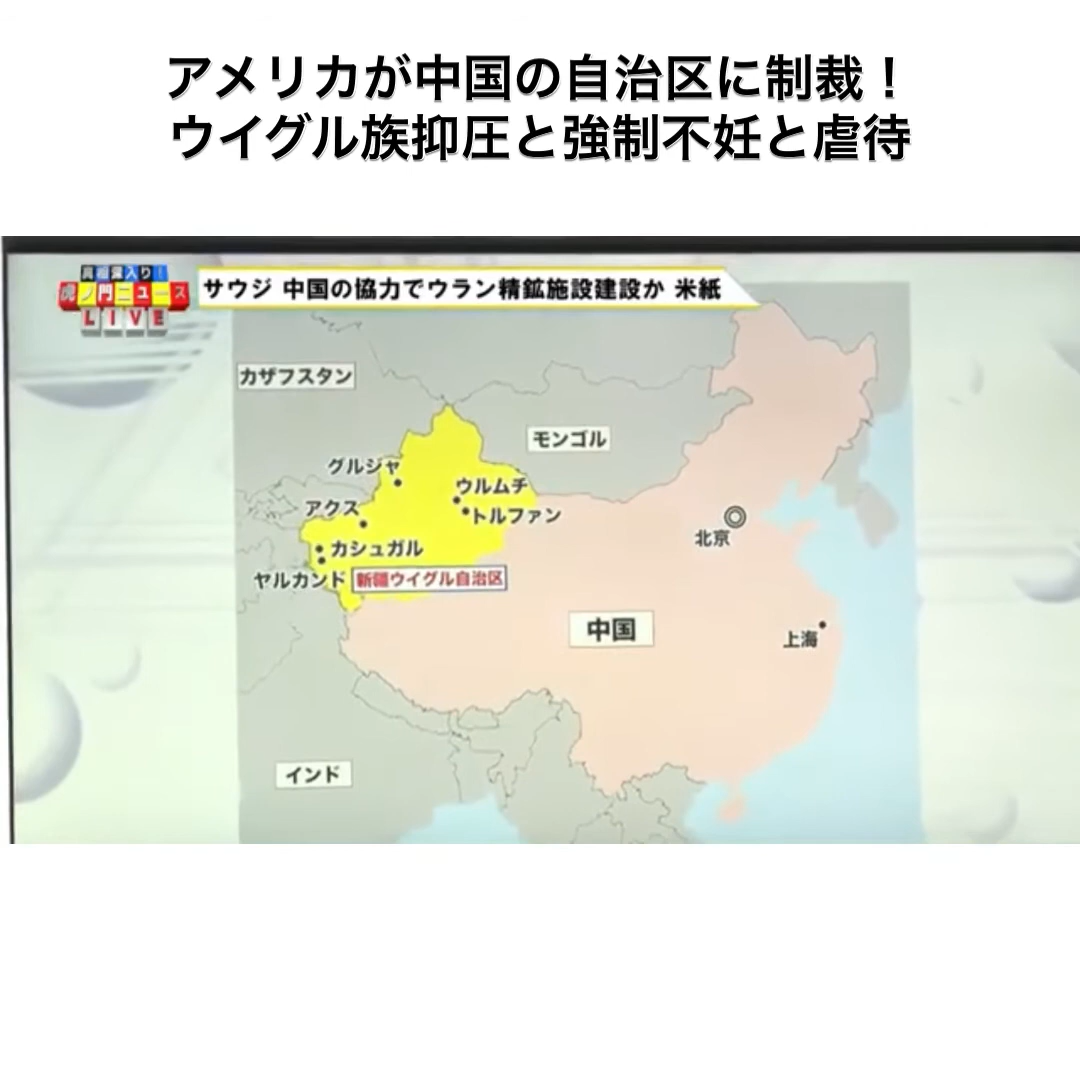 アメリカが中国の自治区に制裁！
ウイグル族抑圧と強制不妊と虐待
真相深入り！
虎ノ門ニュース
LIVE
サウジ 中国の協力でウラン精鉱施設建設か 米紙
カザフスタン
モンゴル
グルジャ
ウルムチ
アクス
トルファン
北京
カシュガル
ヤルカンド
新疆ウイグル自治区
中国
上海
インド